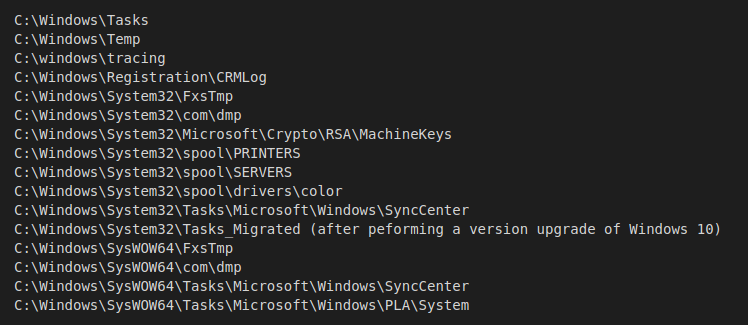 C:\Windows\Tasks
C:\Windows\Temp
C:\windows\tracing
C:\Windows\Registration\CRMLog
C:\Windows\System32\FxsTmp
C:\Windows\System32\com\dmp
C:\Windows\System32\Microsoft\Crypto\RSA\MachineKeys
C:\Windows\System32\spool\PRINTERS
C:\Windows\System32\spool\SERVERS
C:\Windows\System32\spool\drivers\color
C:\Windows\System32\Tasks\Microsoft\Windows\SyncCenter
C:\Windows\System32\Tasks_Migrated (after peforming a version upgrade of Windows 10)
C:\Windows\SysWOW64\FxsTmp
C:\Windows\SysWOW64\com\dmp
C:\Windows\SysWOW64\Tasks\Microsoft\Windows\SyncCenter
C:\Windows\SysWOW64\Tasks\Microsoft\Windows\PLA\System